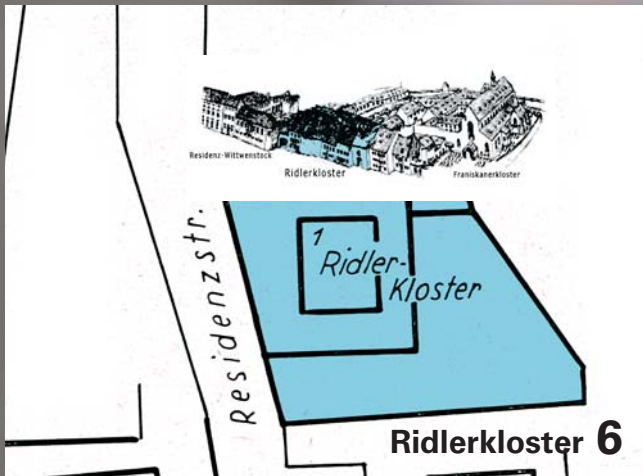 Residenz-Wittwenstock
Ridlerkloster
Franiskanerkloster
Residenzstr.
1
Ridler-
Kloster
Ridlerkloster 6